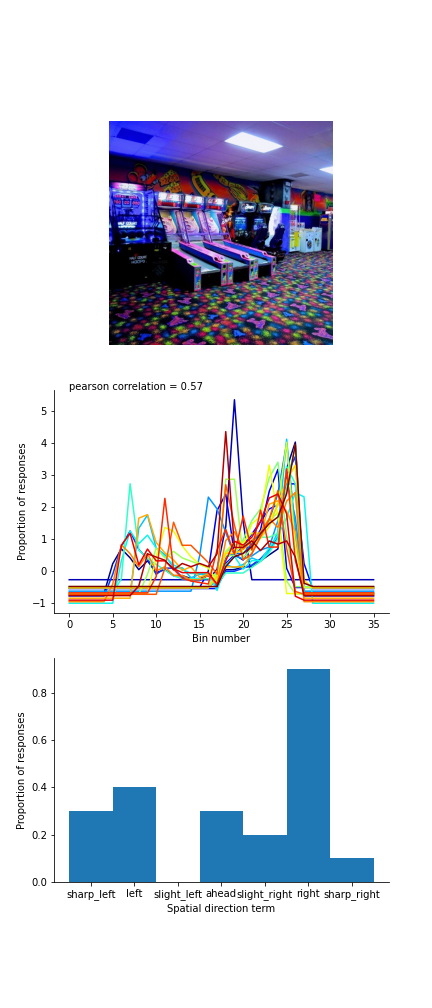 pearson correlation = 0.57
Proportion of responses
5
4
3
2
1
0
−1
0 5 10 15 20 25 30 35
Bin number
Proportion of responses
0.8
0.6
0.4
0.2
0.0
sharp_left left slight_left ahead slight_right right sharp_right
Spatial direction term